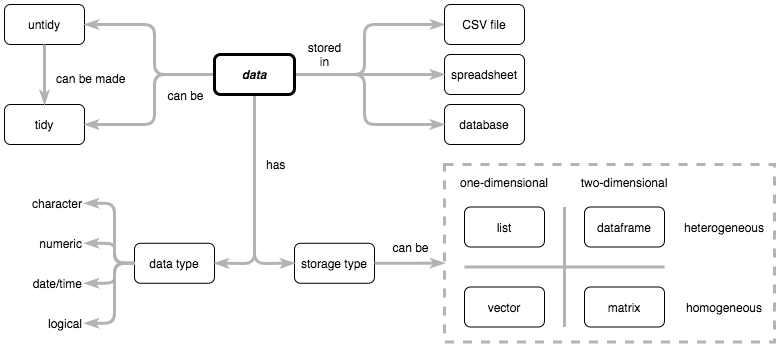 untidy
can be made
tidy
can be
data
stored
in
CSV file
spreadsheet
database
has
character
numeric
date/time
logical
data type
storage type
can be
one-dimensional
two-dimensional
list
dataframe
heterogeneous
vector
matrix
homogeneous